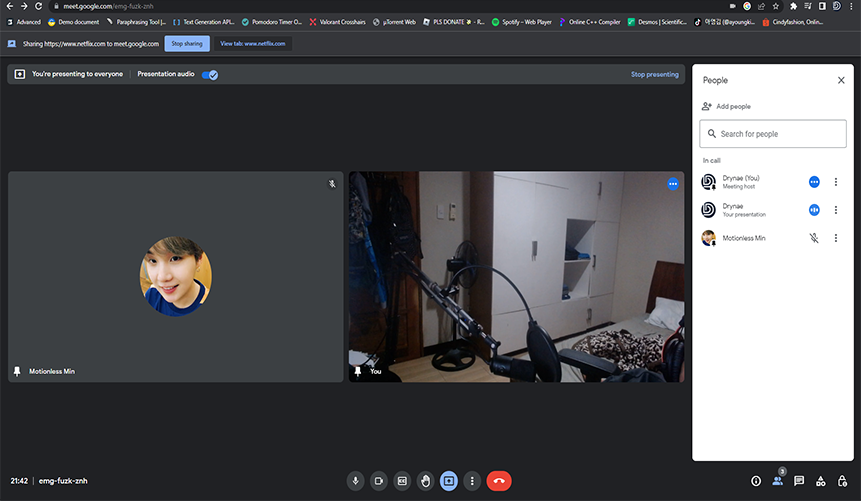 meet.google.com/emg-fuzk-znh
Advanced
Demo document
Paraphrasing Tool |...
Text Generation API...
Pomodoro Timer O...
Valorant Crosshairs
µTorrent Web
PLS DONATE
Spotify – Web Player
Online C++ Compiler
Desmos | Scientific...
Cindyfashion, Onlin...
Sharing https://www.netflix.com to meet.google.com
Stop sharing
View tab: www.netflix.com
You're presenting to everyone
Presentation audio
Stop presenting
People
Add people
Search for people
In call
Drynae (You)
Meeting host
Drynae
Your presentation
Motionless Min
Motionless Min
You
21:42 | emg-fuzk-znh
3